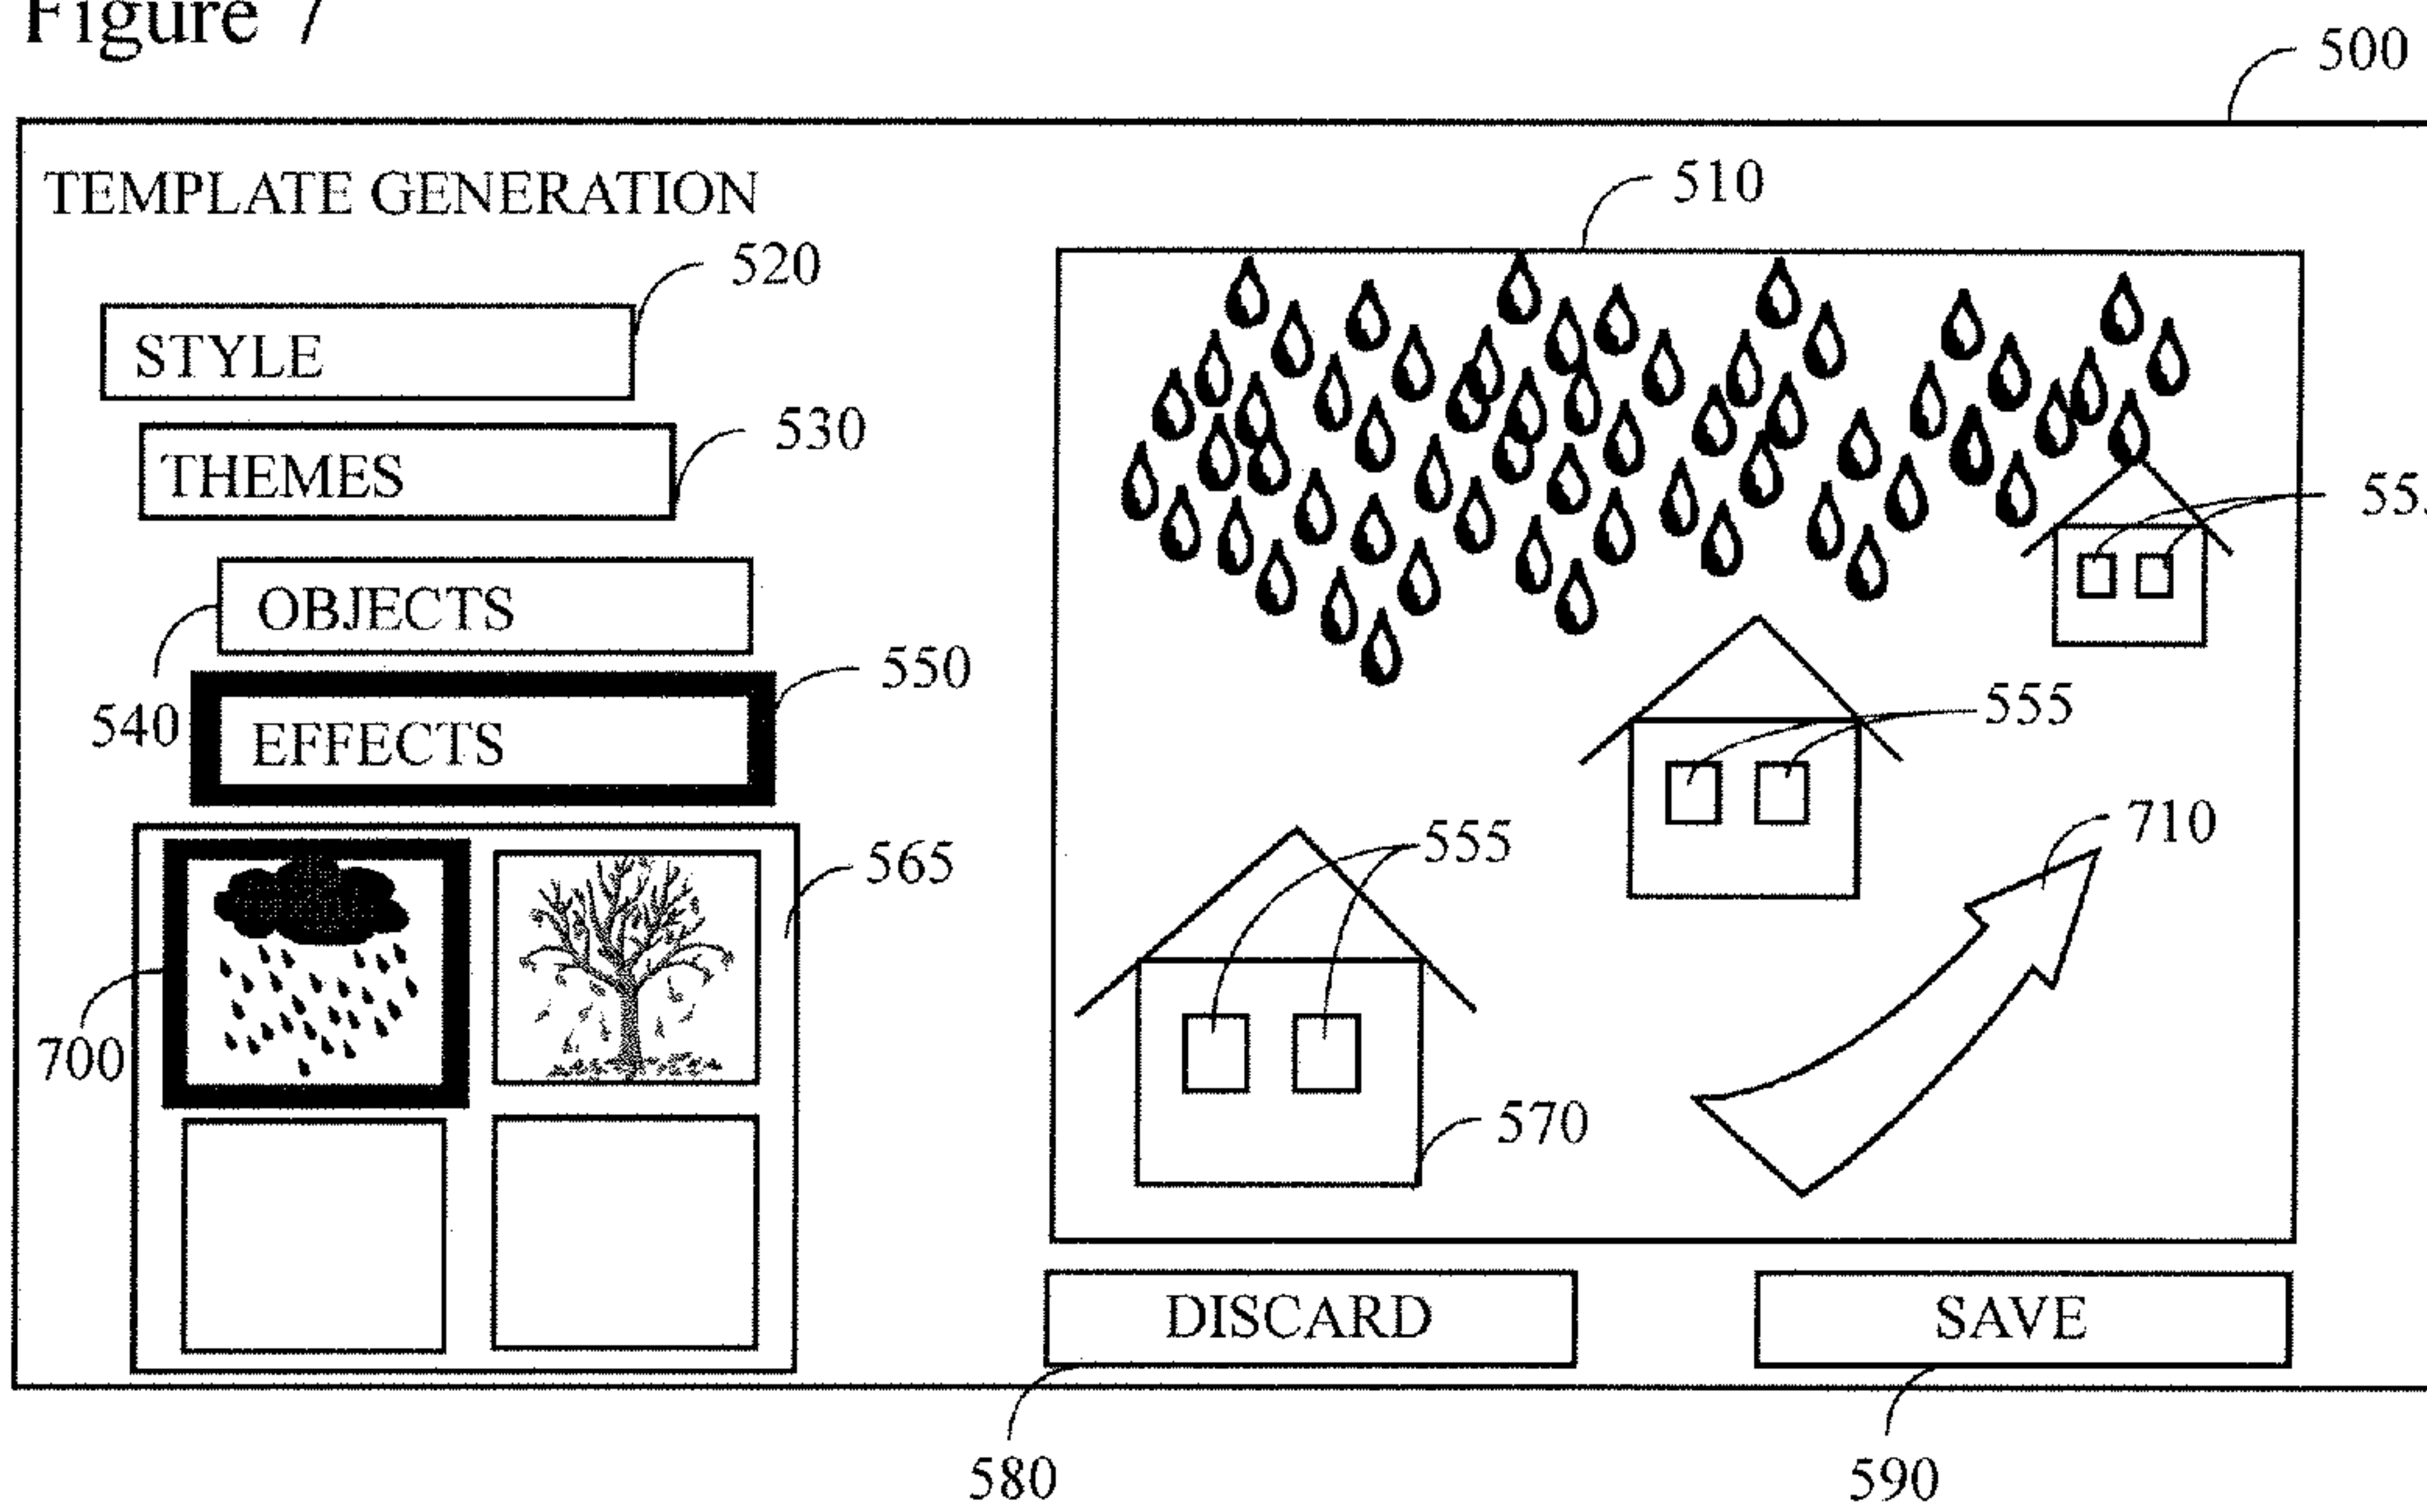 Figure 7
500
TEMPLATE GENERATION
510
520
STYLE
530
THEMES
555
OBJECTS
550
540
EFFECTS
555
710
565
555
700
570
DISCARD
SAVE
580
590